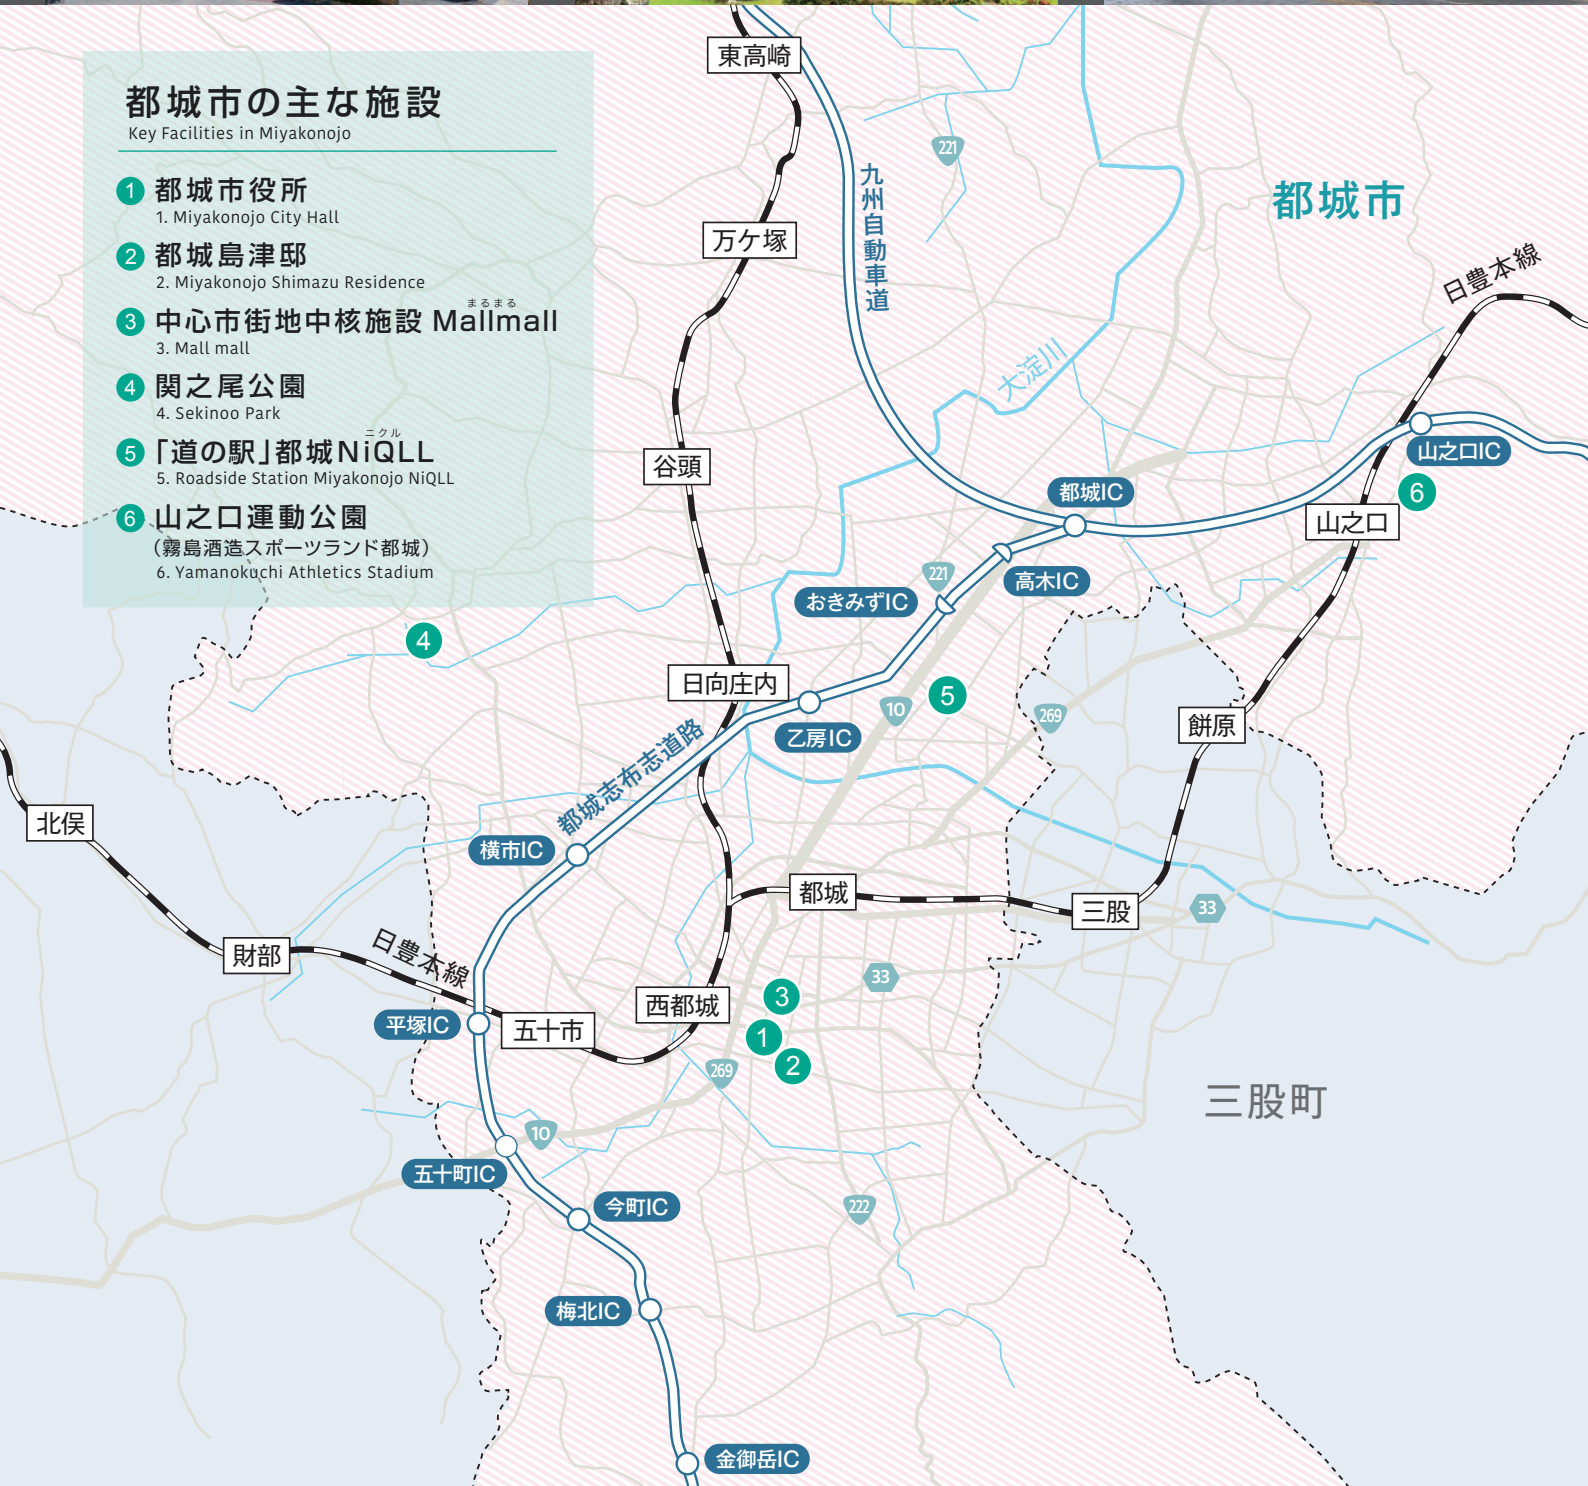 都城市の主な施設
Key Facilities in Miyakonojo
1 都城市役所
1. Miyakonojo City Hall
2 都城島津邸
2. Miyakonojo Shimazu Residence
まるまる
3 中心市街地中核施設 Mallmall
3. Mall mall
4 関之尾公園
4. Sekinoo Park
ニクル
5 「道の駅」都城NiQLL
5. Roadside Station Miyakonojo NiQLL
6 山之口運動公園
(霧島酒造スポーツランド都城)
6. Yamanokuchi Athletics Stadium
東高崎
221
九州自動車道
都城市
万ケ塚
日豊本線
大淀川
谷頭
山之口IC
都城IC
6
山之口
221
高木IC
おきみずIC
4
日向庄内
5
10
269
餅原
乙房IC
都城志布志道路
北俣
横市IC
都城
三股
33
日豊本線
財部
33
西都城
3
平塚IC
五十市
1
2
269
三股町
10
五十町IC
今町IC
222
梅北IC
金御岳IC